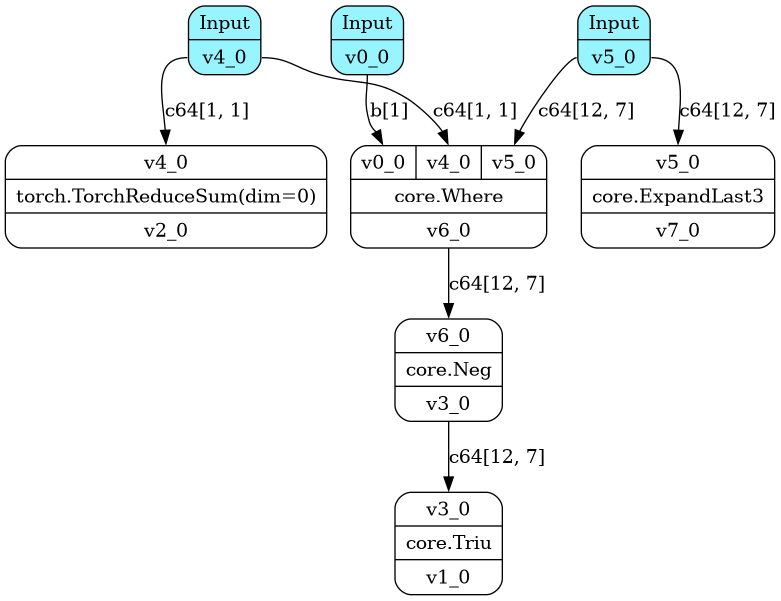 Input
v4_0
Input
v0_0
Input
v5_0
c64[1, 1]
b[1]
c64[1, 1]
c64[12, 7]
c64[12, 7]
v4_0
torch.TorchReduceSum(dim=0)
v2_0
v0_0 v4_0 v5_0
core.Where
v6_0
v5_0
core.ExpandLast3
v7_0
c64[12, 7]
v6_0
core.Neg
v3_0
c64[12, 7]
v3_0
core.Triu
v1_0